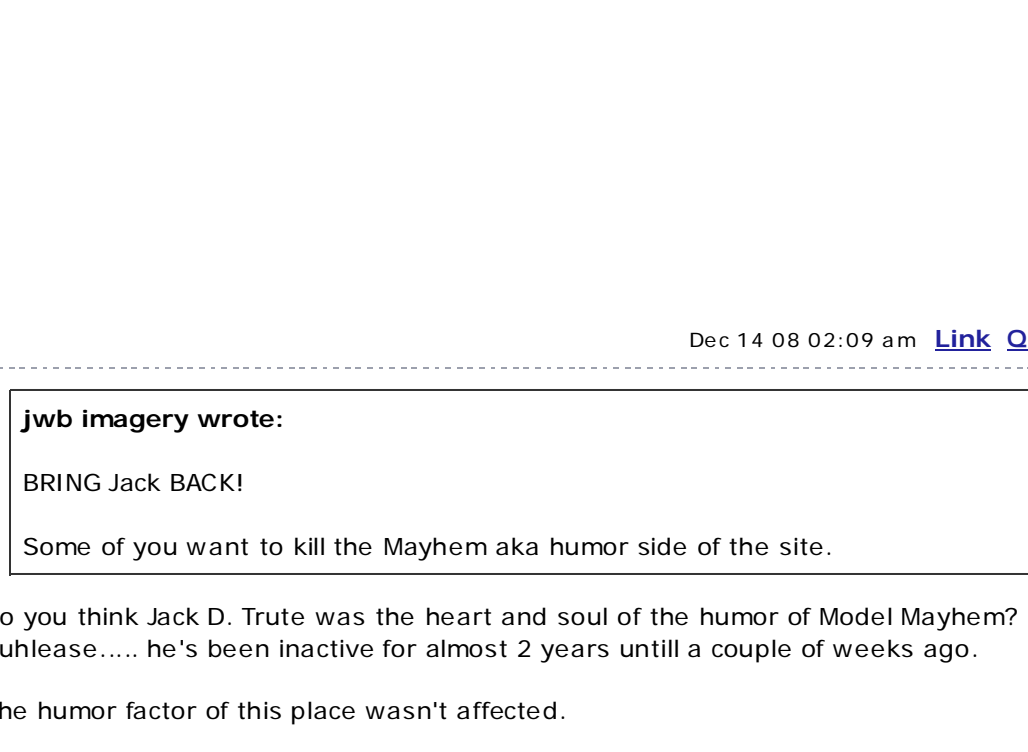 Dec 14 08 02:09 am Link Q
jwb imagery wrote:
BRING Jack BACK!
Some of you want to kill the Mayhem aka humor side of the site.
o you think Jack D. Trute was the heart and soul of the humor of Model Mayhem?
uhlease..... he's been inactive for almost 2 years untill a couple of weeks ago.
he humor factor of this place wasn't affected.